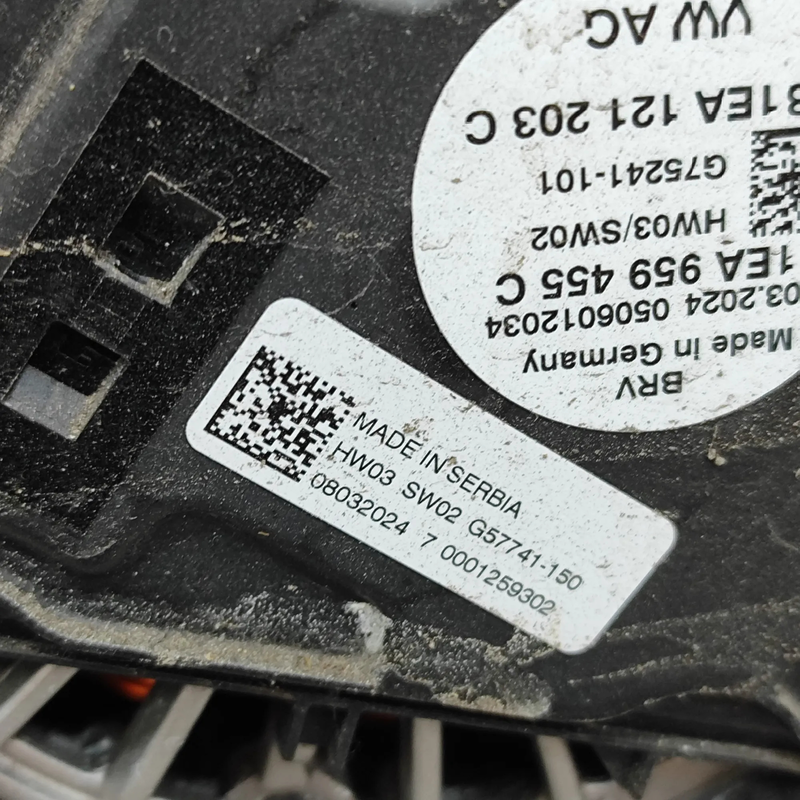 VW AG
1EA 121 203 C
G75241-101
HW03/SW02
1EA 959 455 C
03.2024 0506012034
Made in Germany
BRV
MADE IN SERBIA
HW03 SW02 G57741-150
08032024 7 0001259302